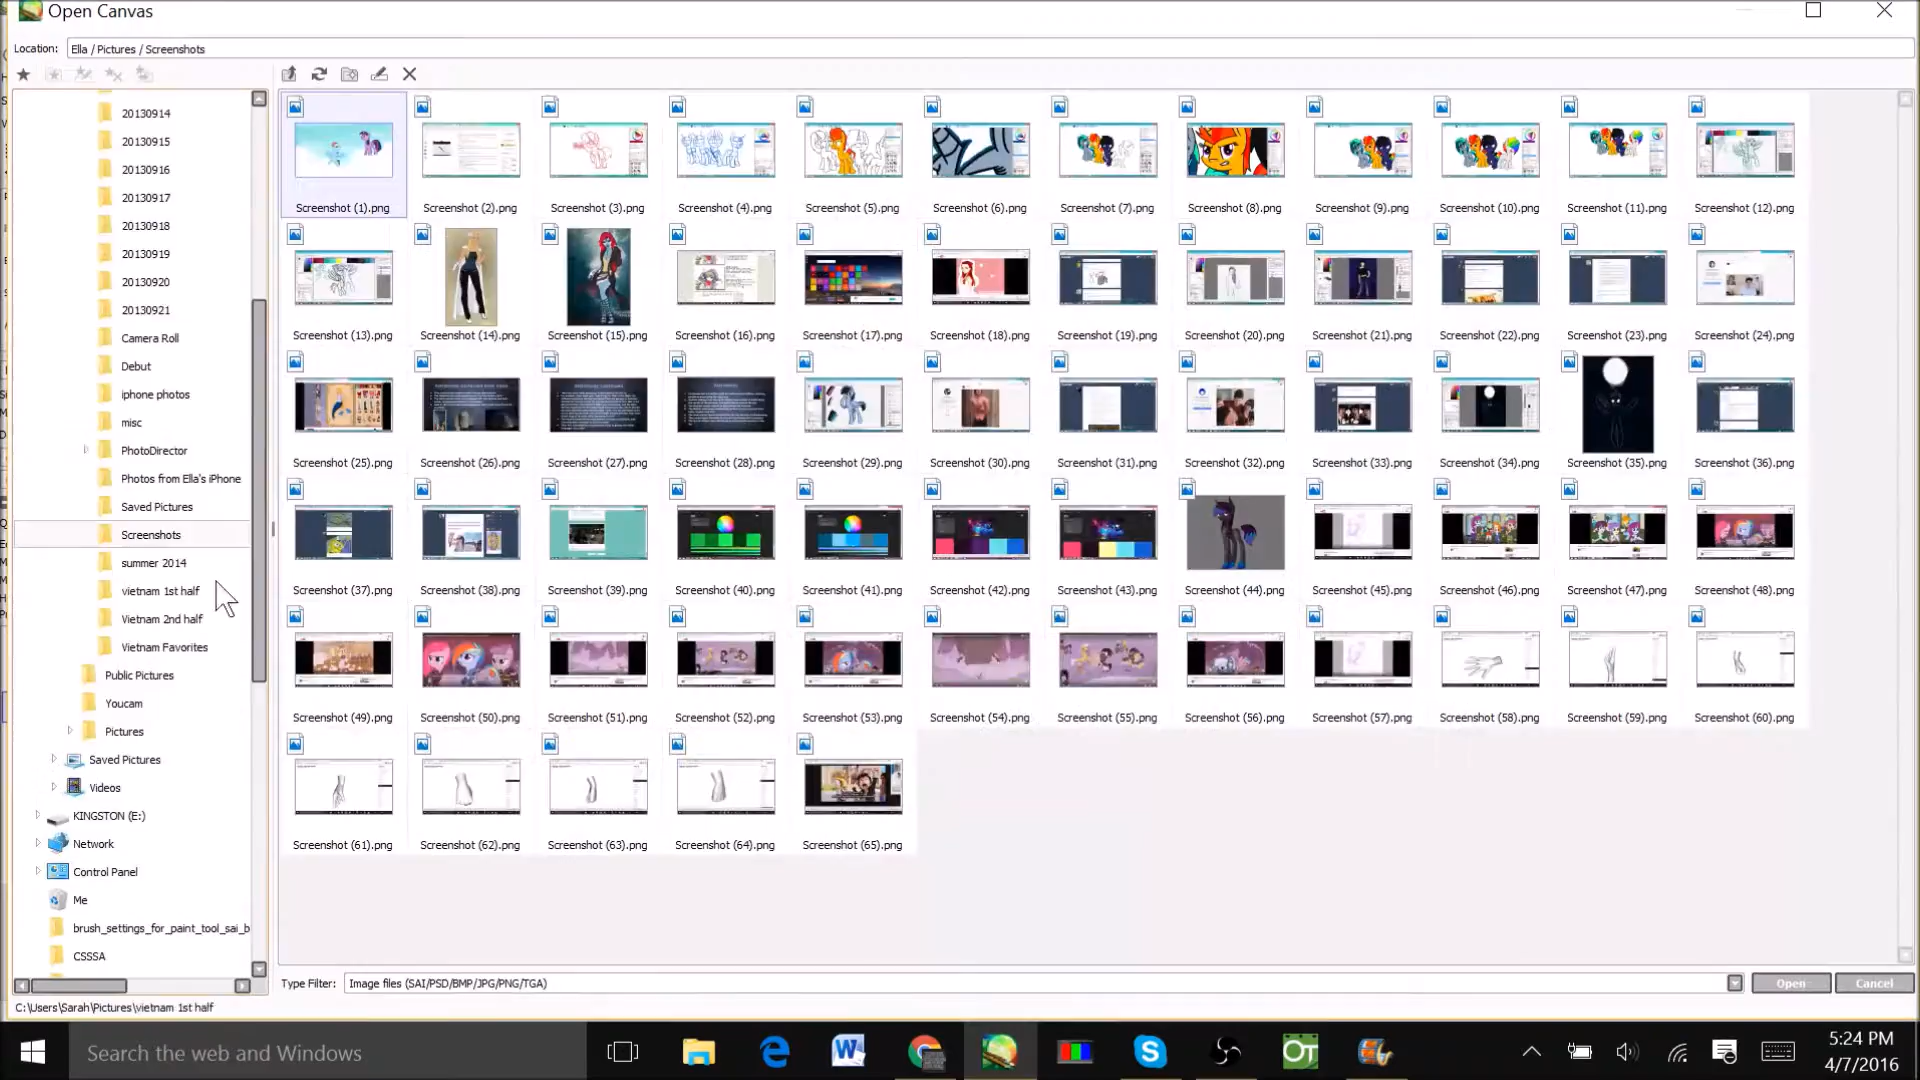 Open Canvas
Location: Ella / Pictures / Screenshots
20130914
20130915
20130916
20130917
20130918
20130919
20130920
20130921
Camera Roll
Debut
iphone photos
misc
PhotoDirector
Photos from Ella's iPhone
Saved Pictures
Screenshots
summer 2014
vietnam 1st half
Vietnam 2nd half
Vietnam Favorites
Public Pictures
Youcam
Pictures
Saved Pictures
Videos
KINGSTON (E:)
Network
Control Panel
Me
brush_settings_for_paint_tool_sai_b
CSSSA
Screenshot (1).png Screenshot (2).png Screenshot (3).png Screenshot (4).png Screenshot (5).png Screenshot (6).png Screenshot (7).png Screenshot (8).png Screenshot (9).png Screenshot (10).png Screenshot (11).png Screenshot (12).png
Screenshot (13).png Screenshot (14).png Screenshot (15).png Screenshot (16).png Screenshot (17).png Screenshot (18).png Screenshot (19).png Screenshot (20).png Screenshot (21).png Screenshot (22).png Screenshot (23).png Screenshot (24).png
Screenshot (25).png Screenshot (26).png Screenshot (27).png Screenshot (28).png Screenshot (29).png Screenshot (30).png Screenshot (31).png Screenshot (32).png Screenshot (33).png Screenshot (34).png Screenshot (35).png Screenshot (36).png
Screenshot (37).png Screenshot (38).png Screenshot (39).png Screenshot (40).png Screenshot (41).png Screenshot (42).png Screenshot (43).png Screenshot (44).png Screenshot (45).png Screenshot (46).png Screenshot (47).png Screenshot (48).png
Screenshot (49).png Screenshot (50).png Screenshot (51).png Screenshot (52).png Screenshot (53).png Screenshot (54).png Screenshot (55).png Screenshot (56).png Screenshot (57).png Screenshot (58).png Screenshot (59).png Screenshot (60).png
Screenshot (61).png Screenshot (62).png Screenshot (63).png Screenshot (64).png Screenshot (65).png
Type Filter: Image files (SAI/PSD/BMP/JPG/PNG/TGA) Open Cancel
C:\Users\Sarah\Pictures\vietnam 1st half
Search the web and Windows
5:24 PM
4/7/2016